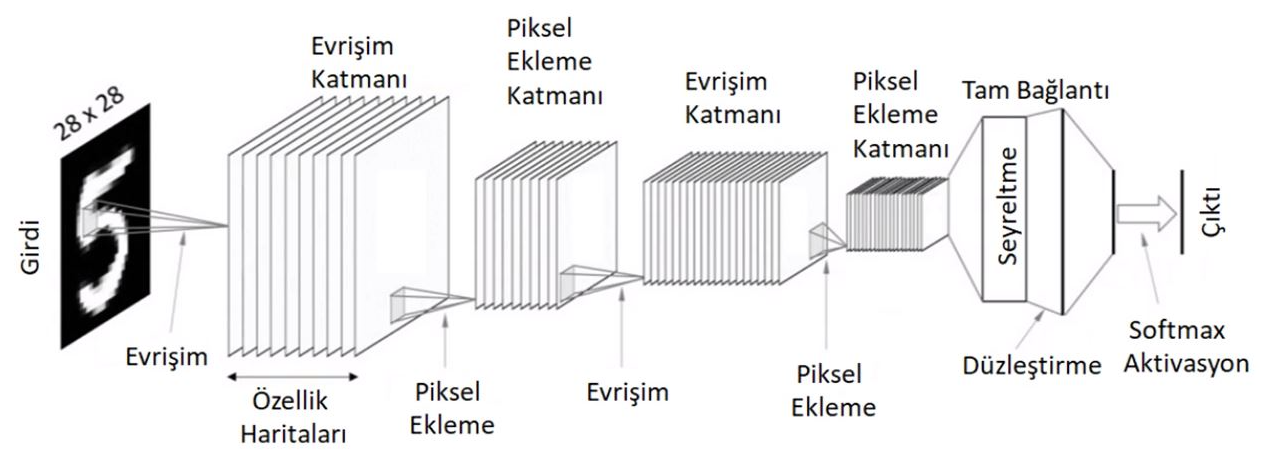 Girdi
28 x 28
Evrişim
Evrişim
Katmanı
Özellik
Haritaları
Piksel
Ekleme
Piksel
Ekleme
Katmanı
Evrişim
Evrişim
Katmanı
Piksel
Ekleme
Piksel
Ekleme
Katmanı
Tam Bağlantı
Seyreltme
Düzleştirme
Softmax
Aktivasyon
Çıktı